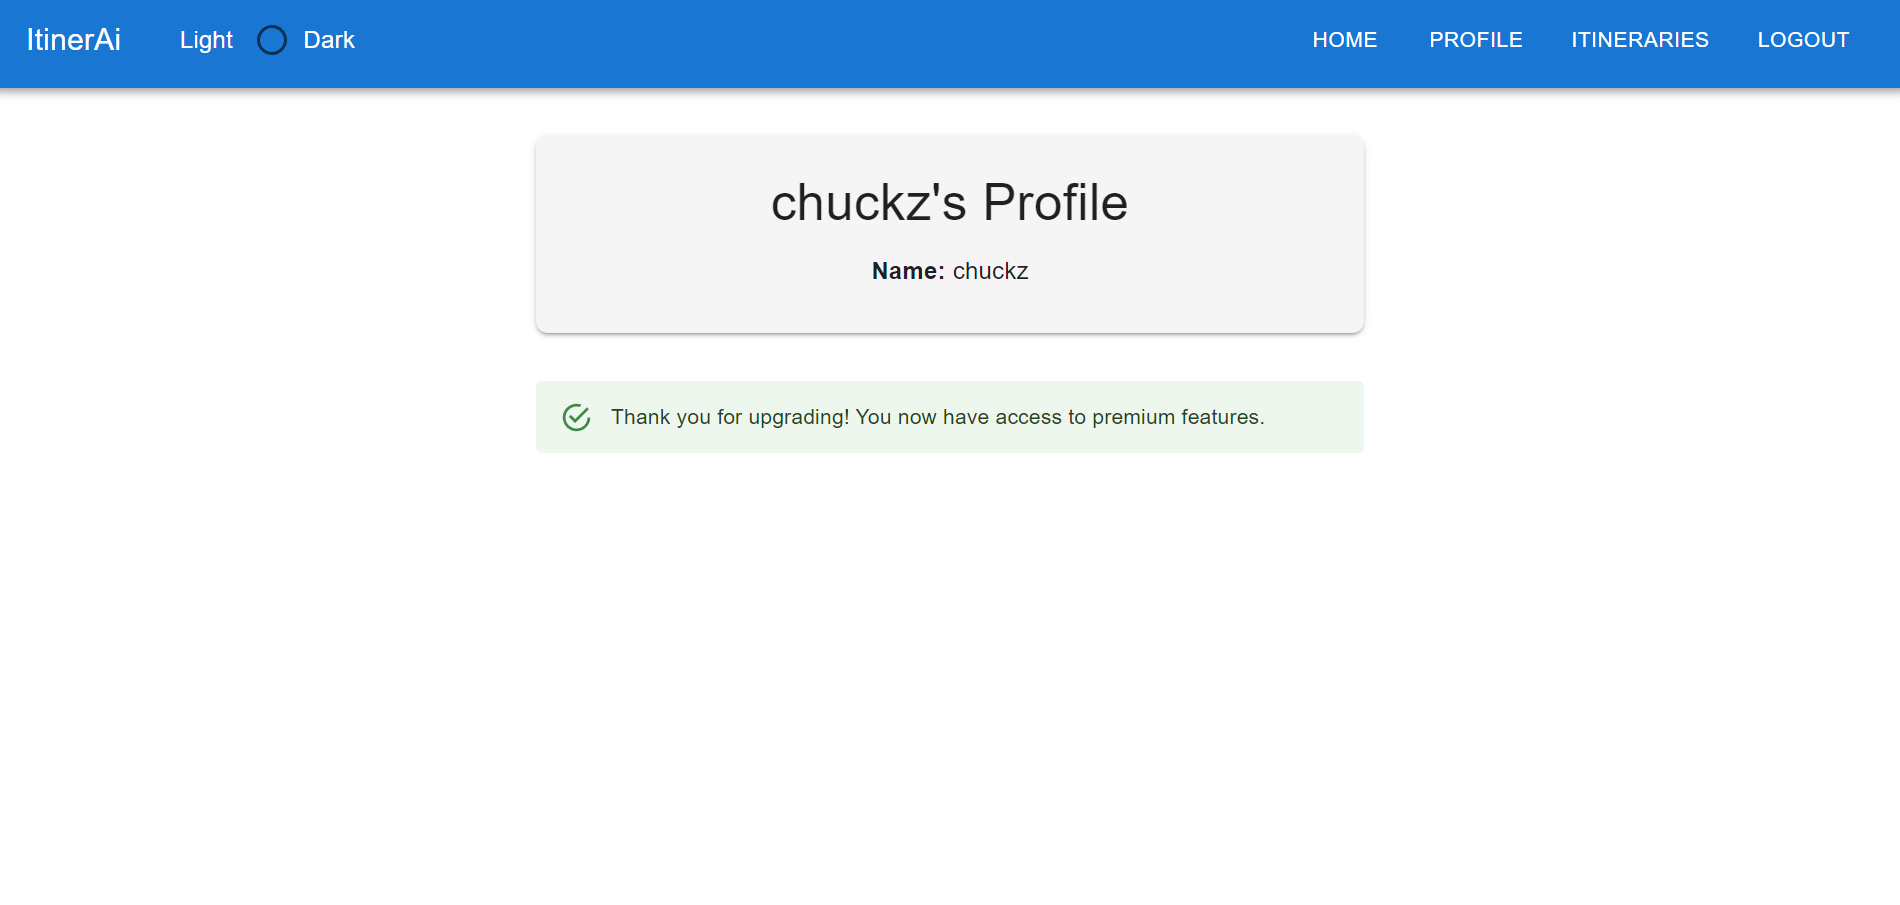 ItinerAi Light Dark HOME PROFILE ITINERARIES LOGOUT
chuckz's Profile
Name: chuckz
Thank you for upgrading! You now have access to premium features.